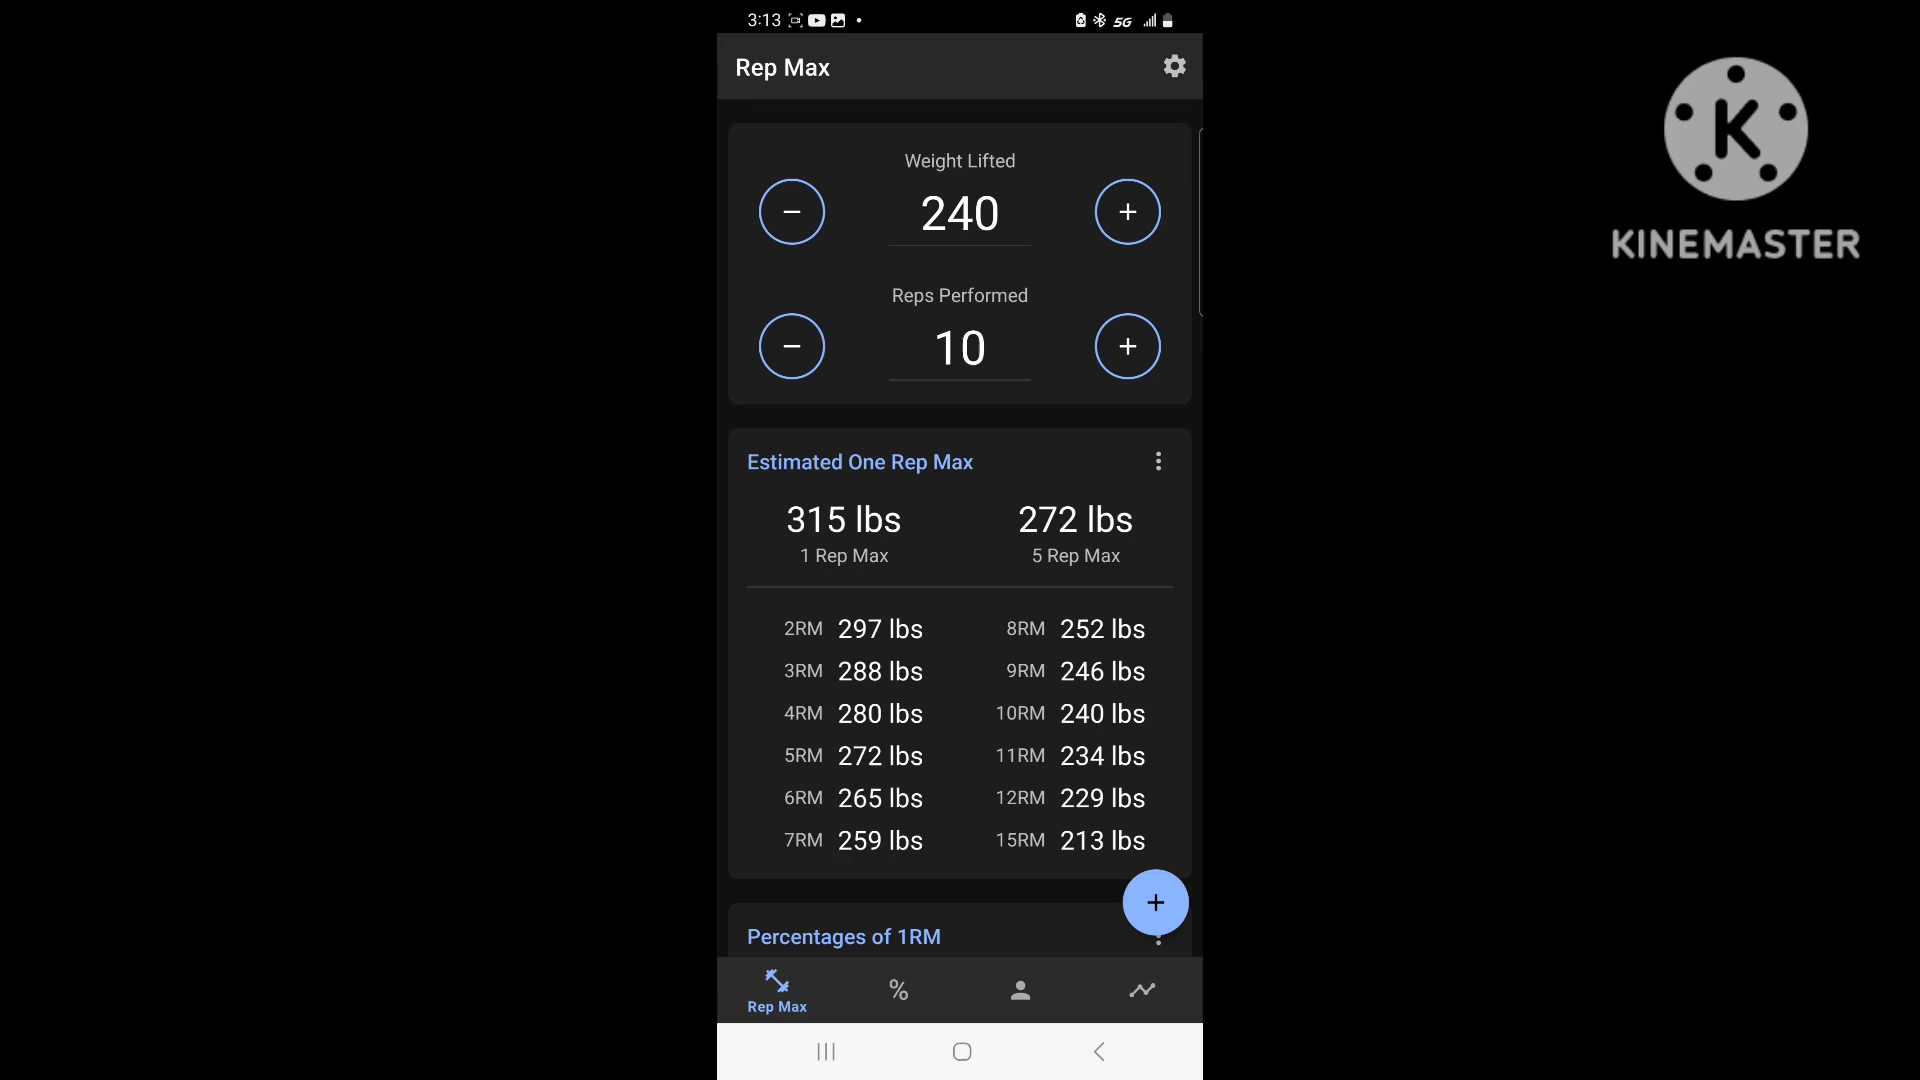 3:13
5G
Rep Max
Weight Lifted
− 240 +
Reps Performed
− 10 +
Estimated One Rep Max
315 lbs 272 lbs
1 Rep Max 5 Rep Max
2RM 297 lbs 8RM 252 lbs
3RM 288 lbs 9RM 246 lbs
4RM 280 lbs 10RM 240 lbs
5RM 272 lbs 11RM 234 lbs
6RM 265 lbs 12RM 229 lbs
7RM 259 lbs 15RM 213 lbs
+
Percentages of 1RM
%
Rep Max
K
KINEMASTER